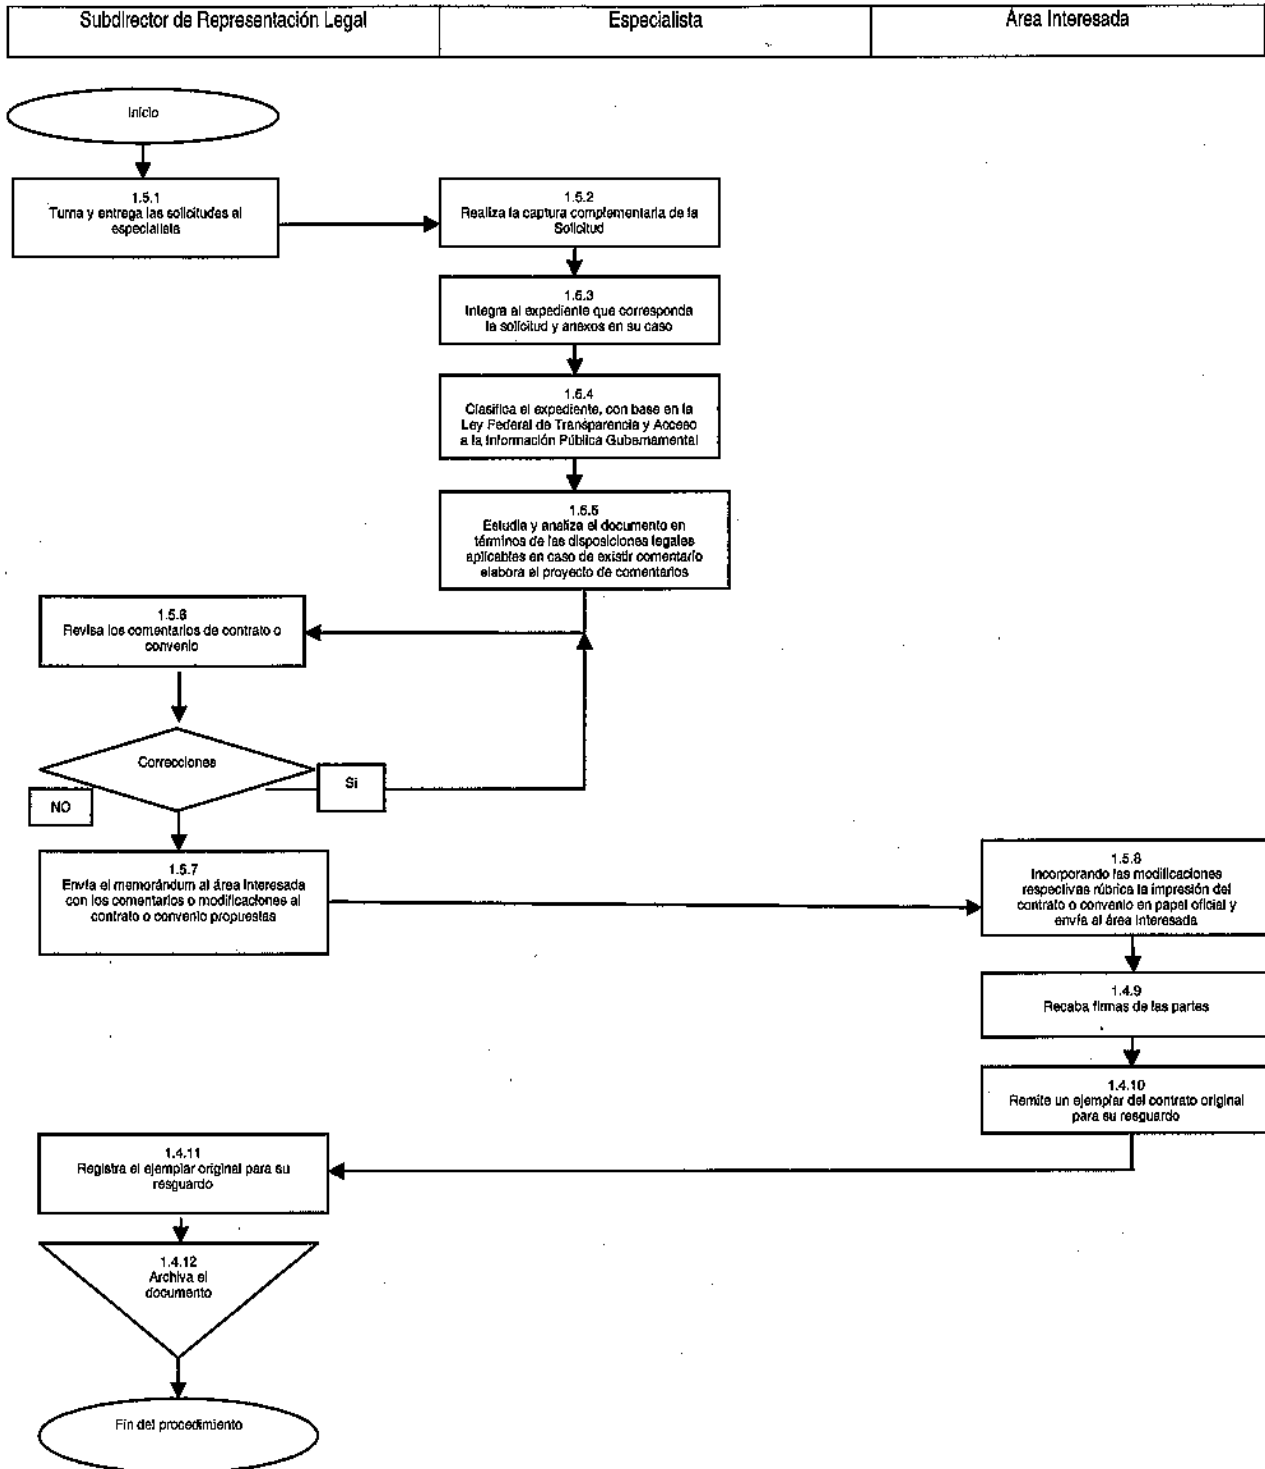 Subdirector de Representación Legal
Especialista
Área Interesada
Inicio
1.5.1
Turna y entrega las solicitudes al
especialista
1.5.2
Realiza la captura complementaria de la
Solicitud
1.5.3
Integra al expediente que corresponda
la solicitud y anexos en su caso
1.5.4
Clasifica el expediente, con base en la
Ley Federal de Transparencia y Acceso
a la Información Pública Gubernamental
1.5.5
Estudia y analiza el documento en
términos de las disposiciones legales
aplicables en caso de existir comentario
elabora el proyecto de comentarios
1.5.6
Revisa los comentarios de contrato o
convenio
Correcciones
Si
NO
1.5.7
Envía el memorándum al área interesada
con los comentarios o modificaciones al
contrato o convenio propuestas
1.5.8
Incorporando las modificaciones
respectivas rúbrica la impresión del
contrato o convenio en papel oficial y
envía al área interesada
1.4.9
Recaba firmas de las partes
1.4.10
Remite un ejemplar del contrato original
para su resguardo
1.4.11
Registra el ejemplar original para su
resguardo
1.4.12
Archiva el
documento
Fin del procedimiento